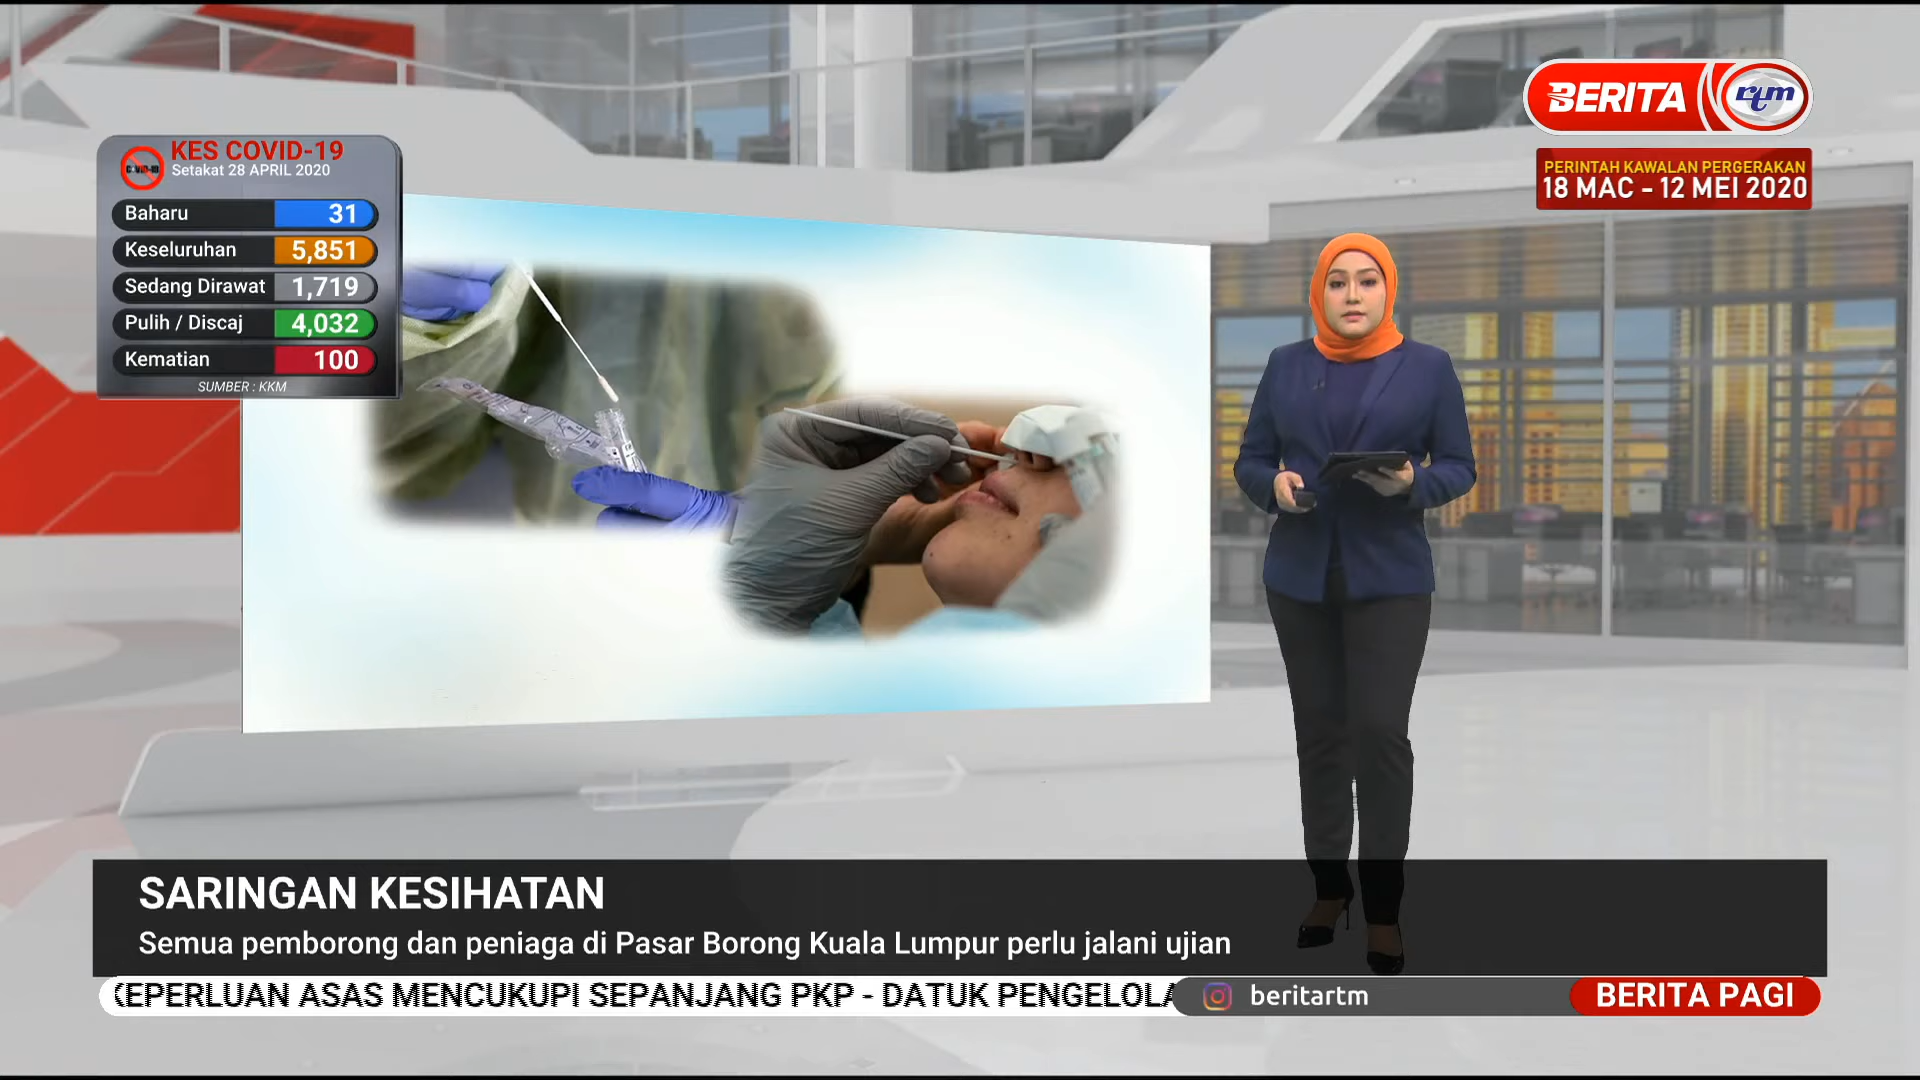 BERITA rtm
PERINTAH KAWALAN PERGERAKAN
18 MAC - 12 MEI 2020
KES COVID-19
Setakat 28 APRIL 2020
COVID-19
Baharu 31
Keseluruhan 5,851
Sedang Dirawat 1,719
Pulih / Discaj 4,032
Kematian 100
SUMBER : KKM
SARINGAN KESIHATAN
Semua pemborong dan peniaga di Pasar Borong Kuala Lumpur perlu jalani ujian
KEPERLUAN ASAS MENCUKUPI SEPANJANG PKP - DATUK PENGELOLA
beritartm
BERITA PAGI